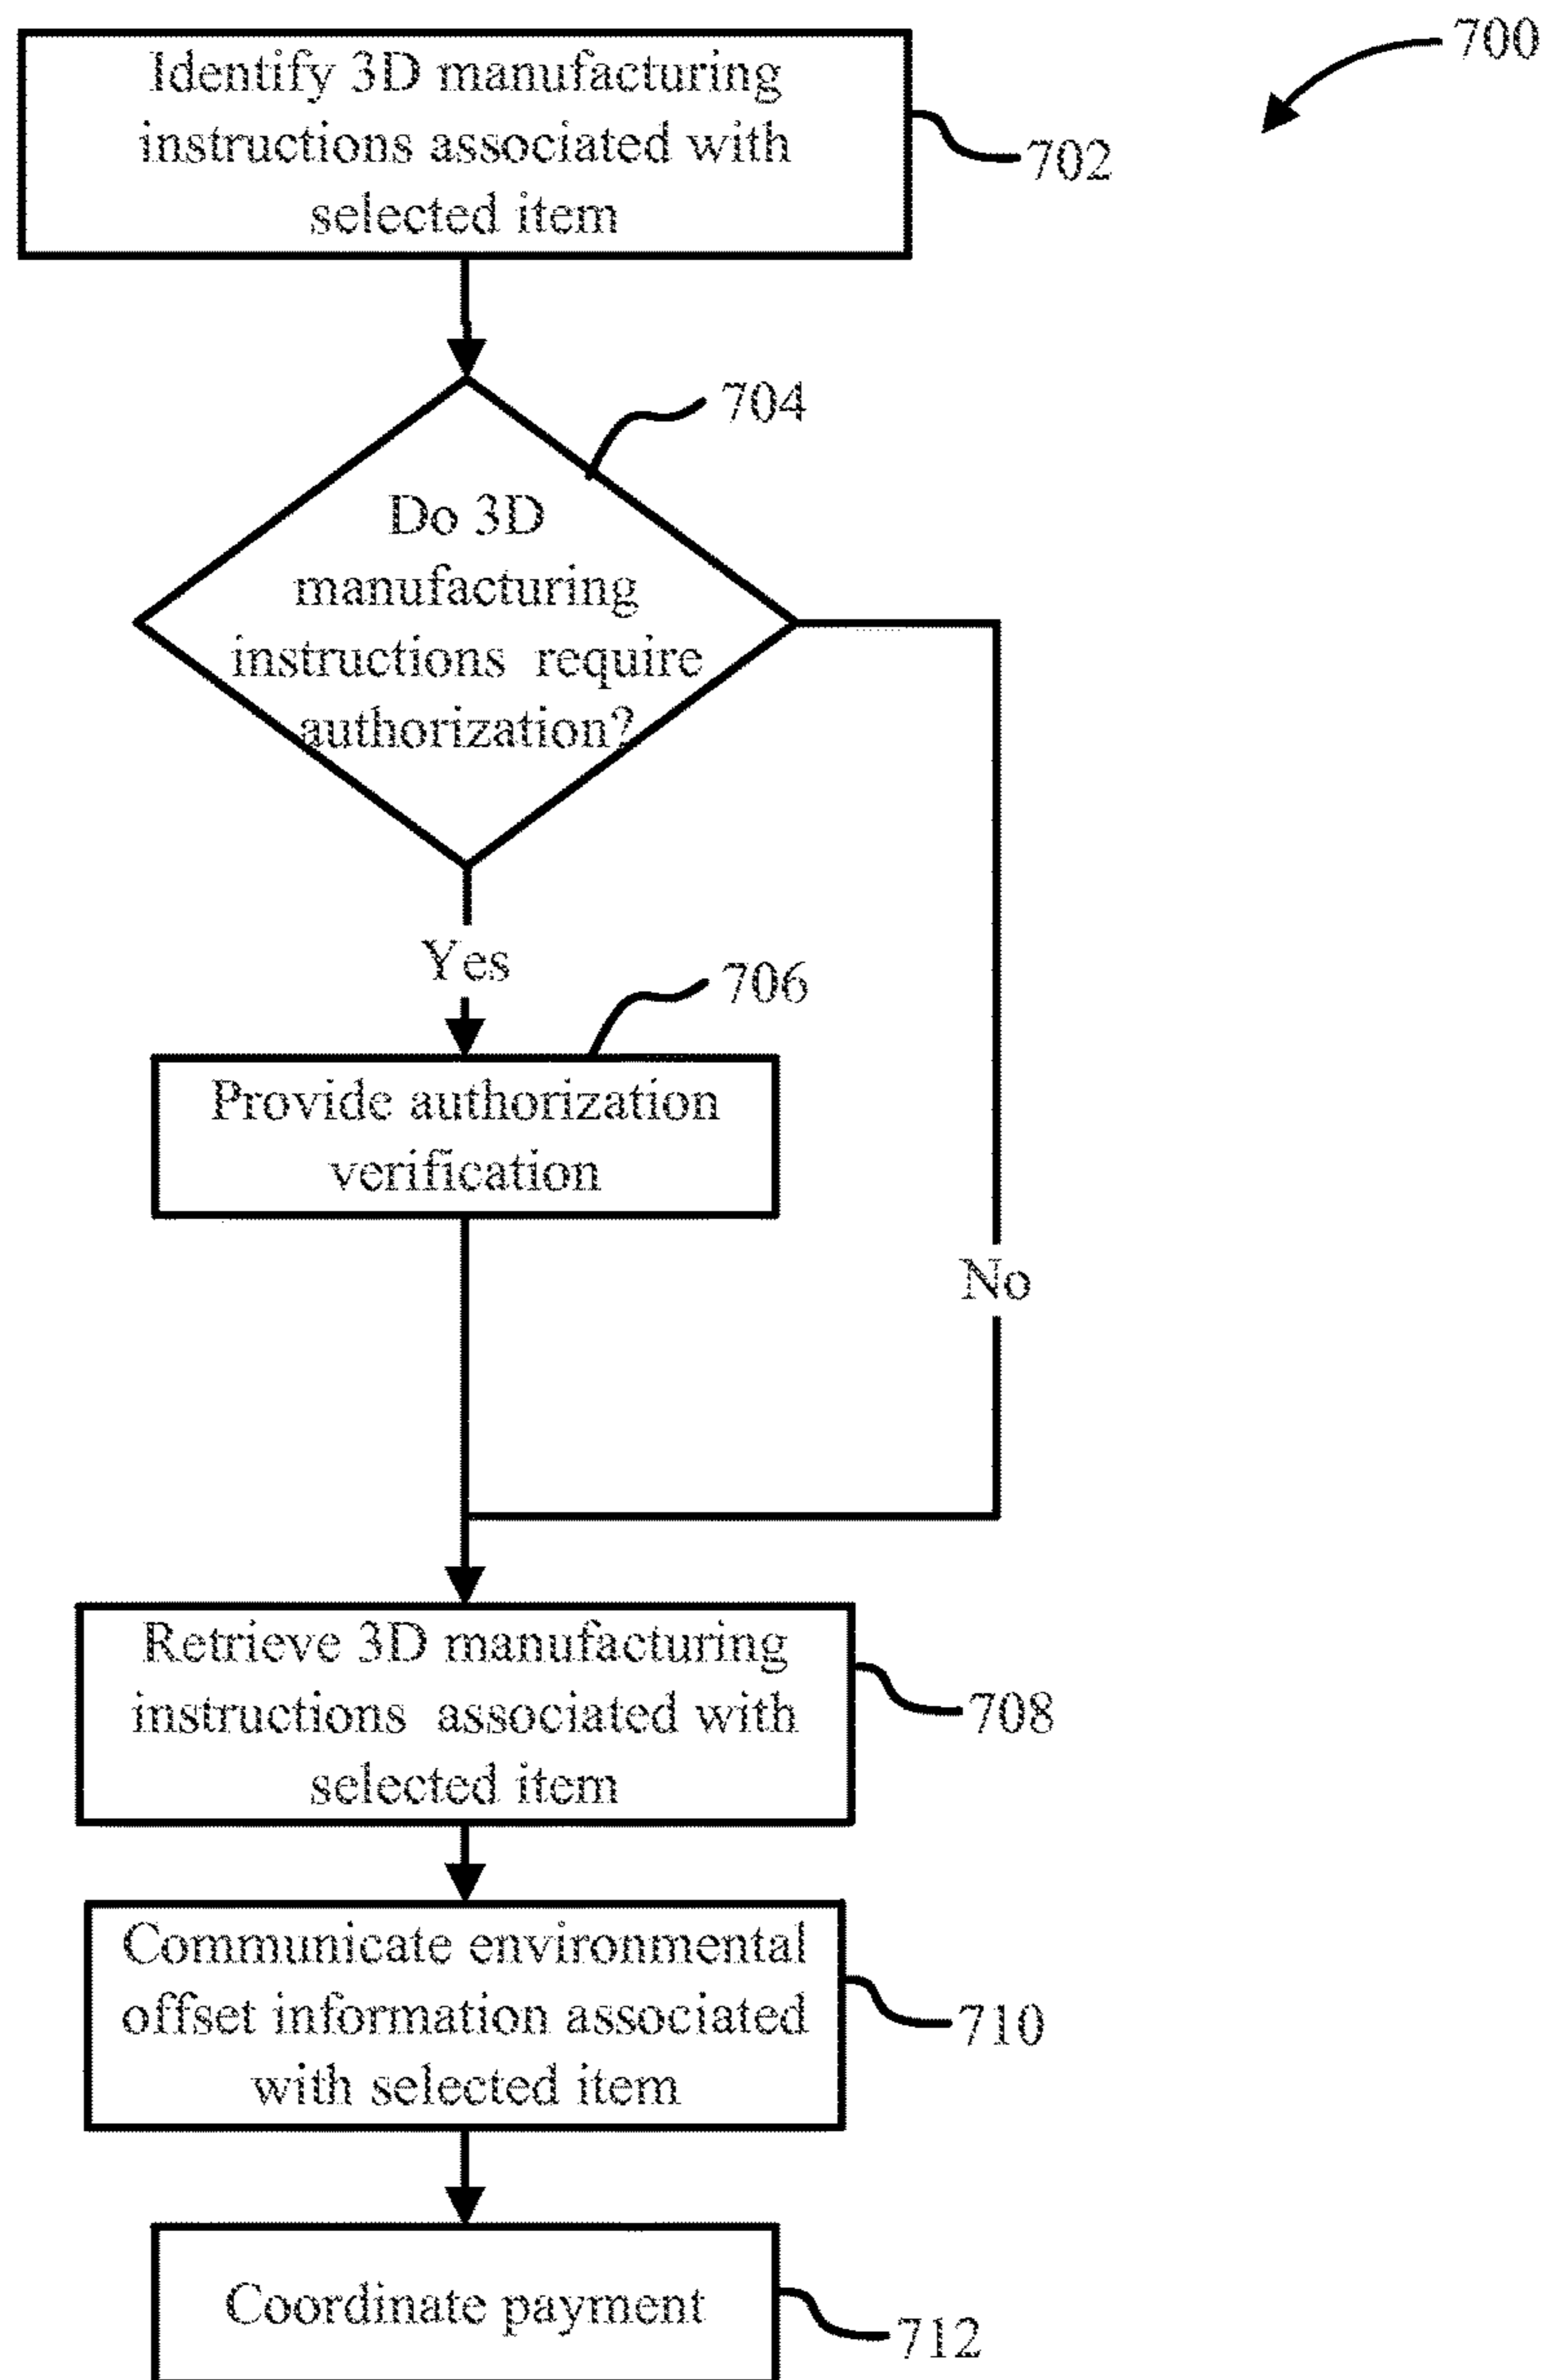 700
Identify 3D manufacturing
instructions associated with
selected item
702
704
Do 3D
manufacturing
instructions require
authorization?
Yes
706
Provide authorization
verification
No
Retrieve 3D manufacturing
instructions associated with
selected item
708
Communicate environmental
offset information associated
with selected item
710
Coordinate payment
712